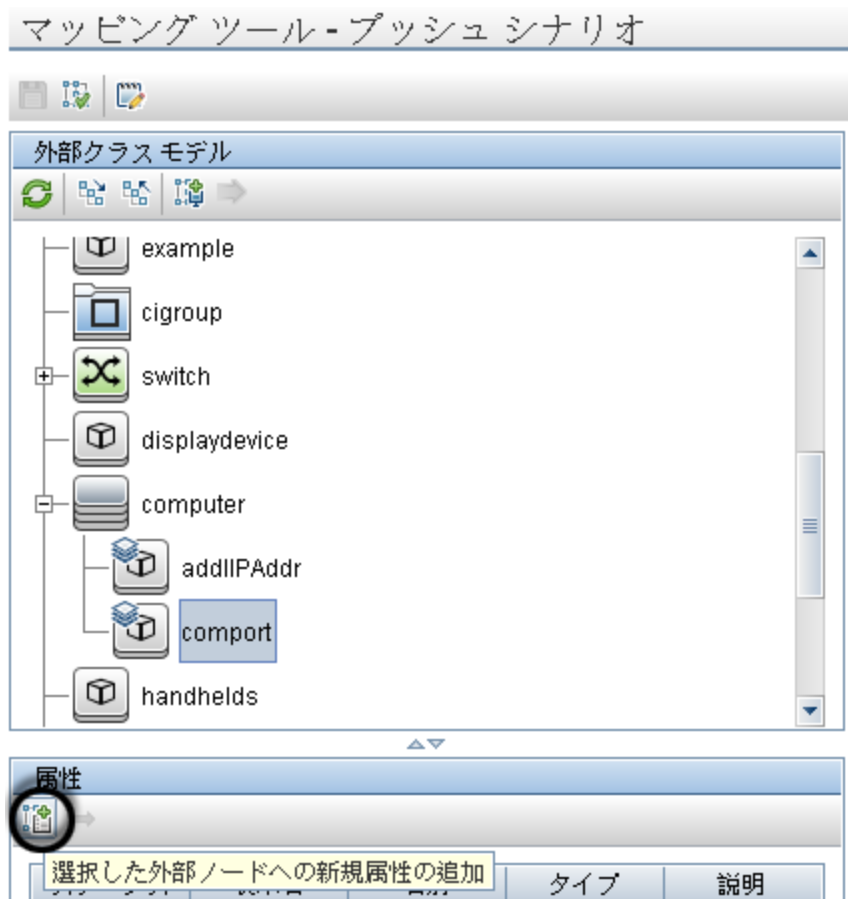 マッピング ツール - プッシュ シナリオ
外部クラス モデル
example
cigroup
switch
displaydevice
computer
addlIPAddr
comport
handhelds
属性
選択した外部ノードへの新規属性の追加
タイプ
説明